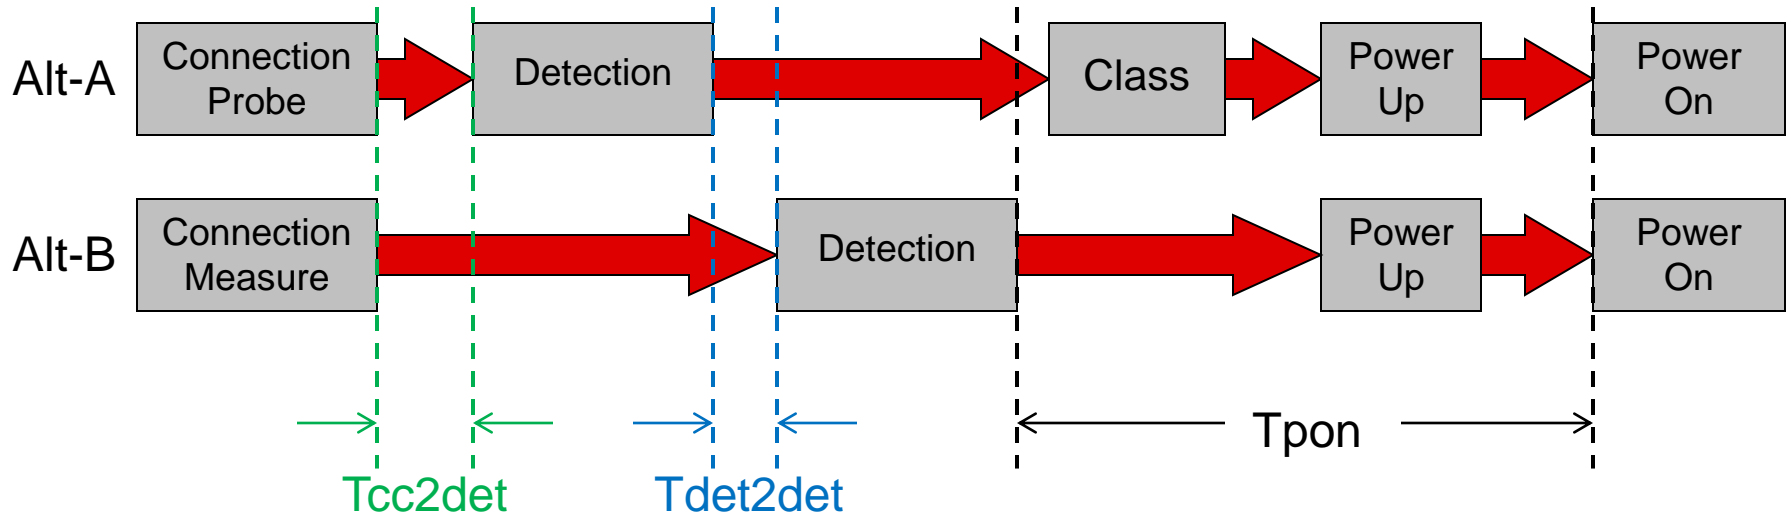 Alt-A
Connection
Probe
Detection
Class
Power
Up
Power
On
Alt-B
Connection
Measure
Detection
Power
Up
Power
On
Tcc2det
Tdet2det
Tpon